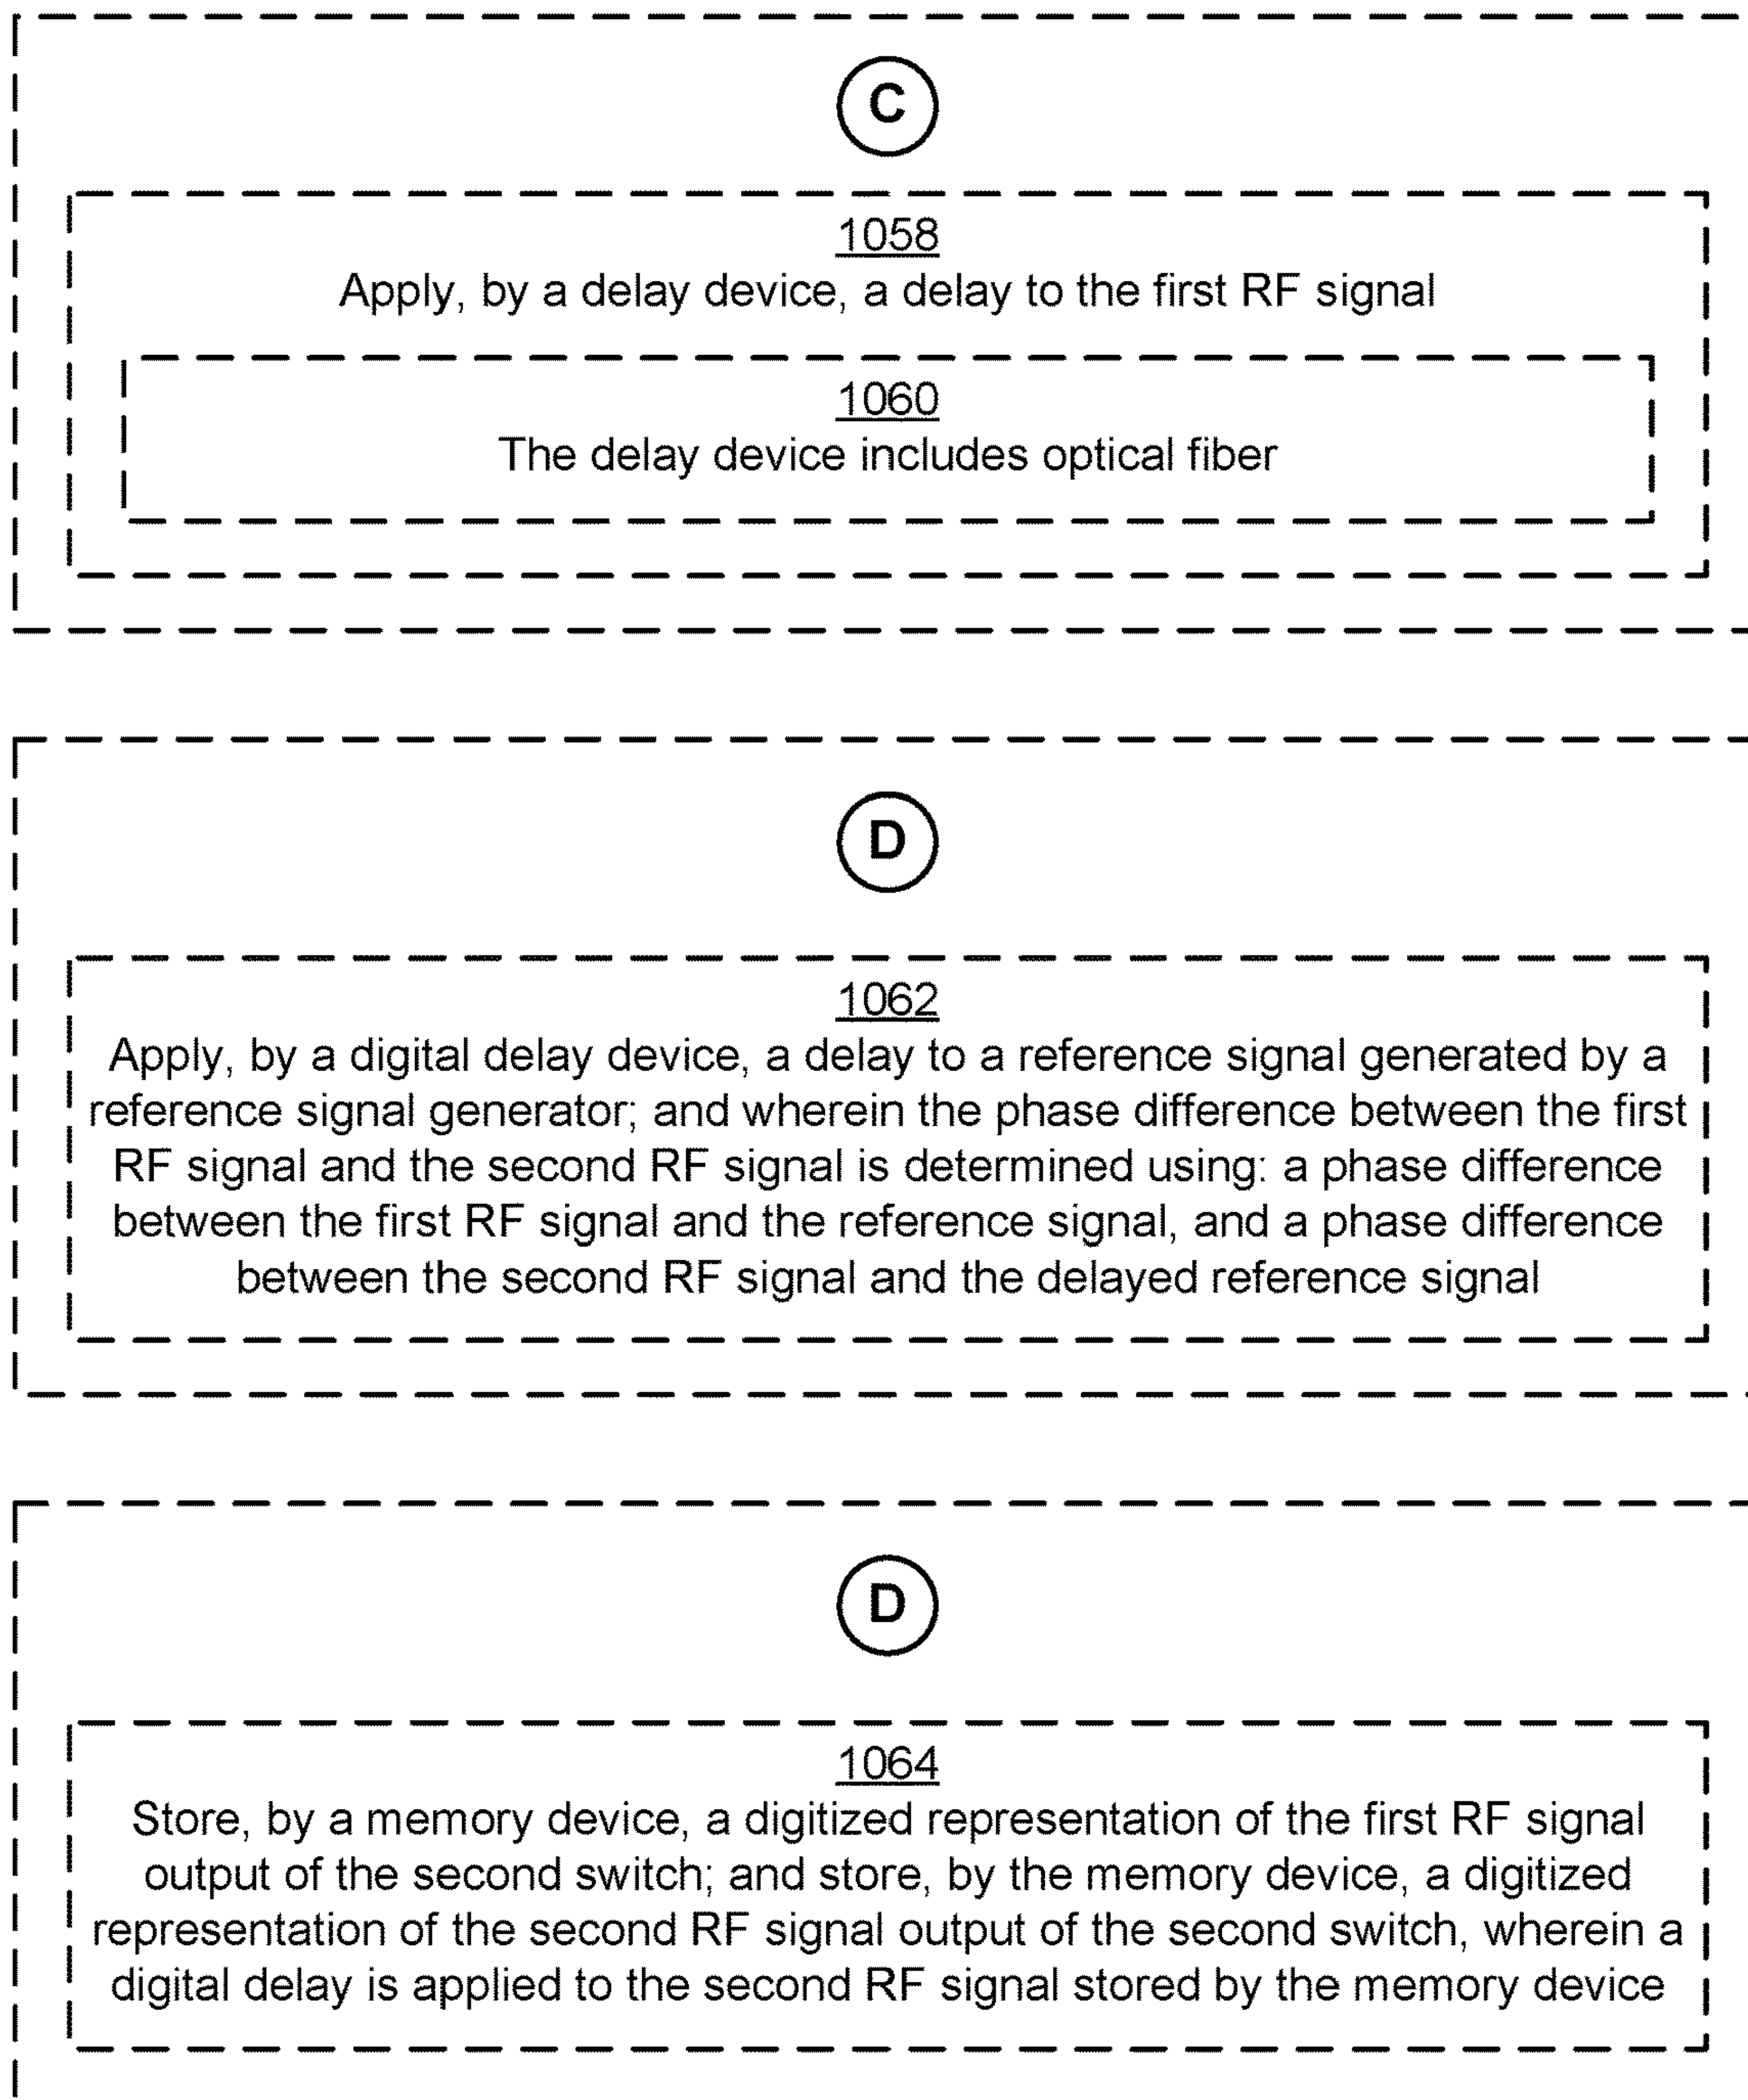 C
1058
Apply, by a delay device, a delay to the first RF signal
1060
The delay device includes optical fiber
D
1062
Apply, by a digital delay device, a delay to a reference signal generated by a
reference signal generator; and wherein the phase difference between the first
RF signal and the second RF signal is determined using: a phase difference
between the first RF signal and the reference signal, and a phase difference
between the second RF signal and the delayed reference signal
D
1064
Store, by a memory device, a digitized representation of the first RF signal
output of the second switch; and store, by the memory device, a digitized
representation of the second RF signal output of the second switch, wherein a
digital delay is applied to the second RF signal stored by the memory device